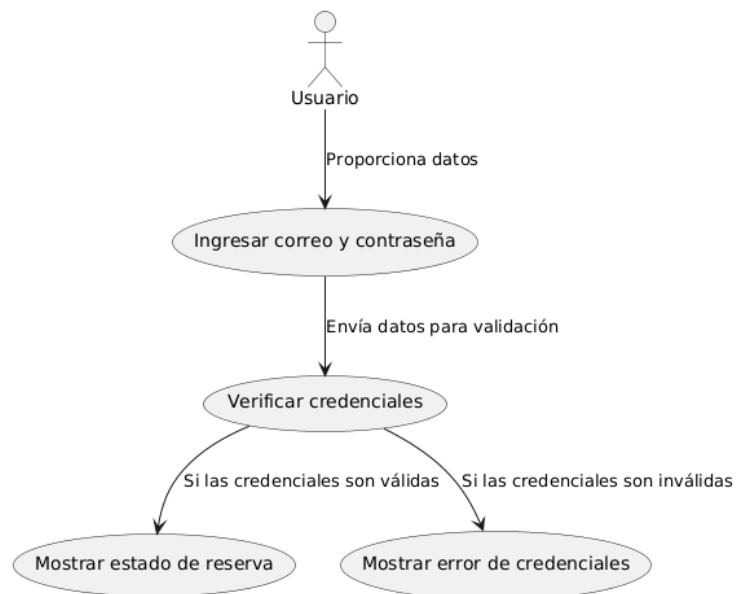 Usuario
Proporciona datos
Ingresar correo y contraseña
Envía datos para validación
Verificar credenciales
Si las credenciales son válidas
Si las credenciales son inválidas
Mostrar estado de reserva
Mostrar error de credenciales